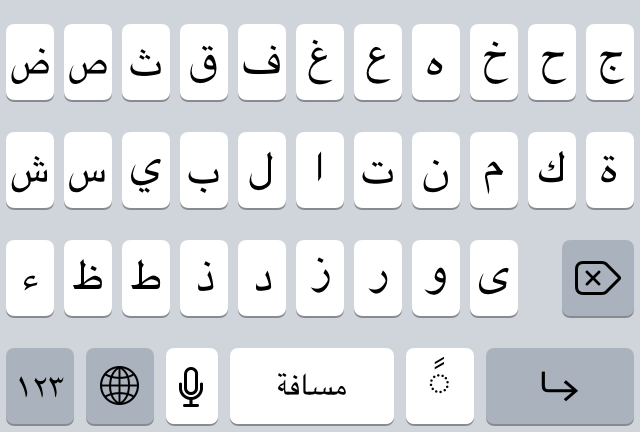 ج ح خ ه ع غ ف ق ث ص ض
ة ك م ن ت ا ل ب ي س ش
ى و ر ز د ذ ط ظ ء
◌ً مسافة ١٢٣